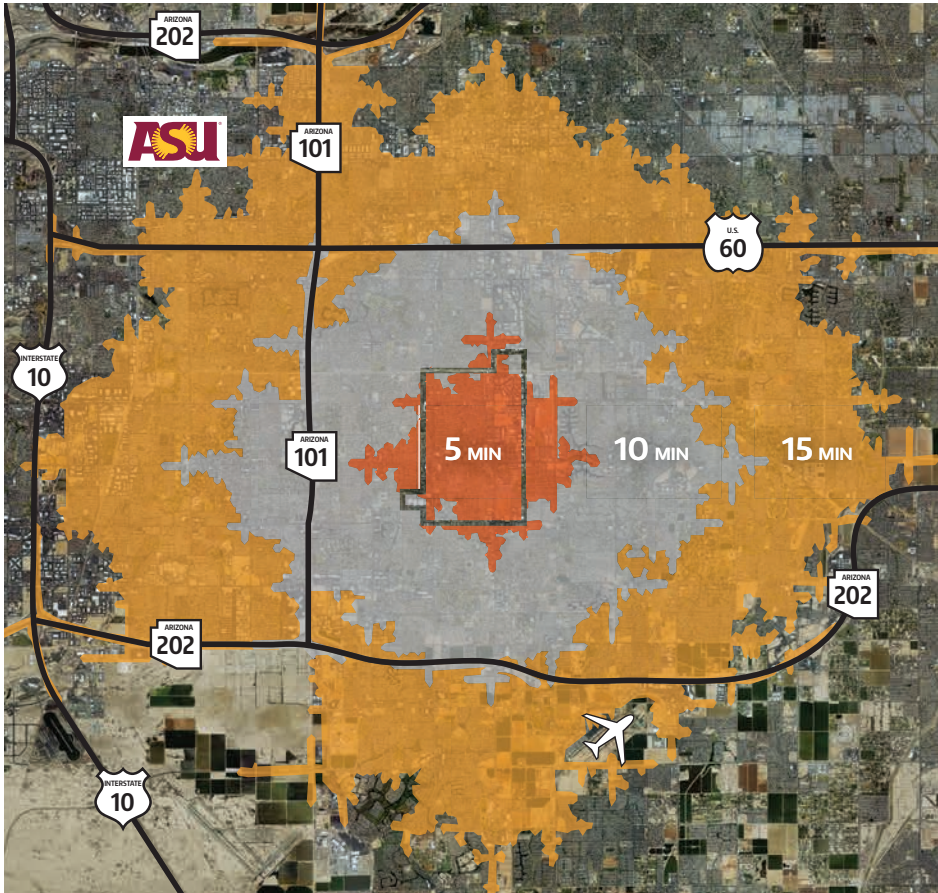 ARIZONA
202
ASU
ARIZONA
101
U.S.
60
INTERSTATE
10
ARIZONA
101
5 MIN
10 MIN
15 MIN
ARIZONA
202
ARIZONA
202
INTERSTATE
10